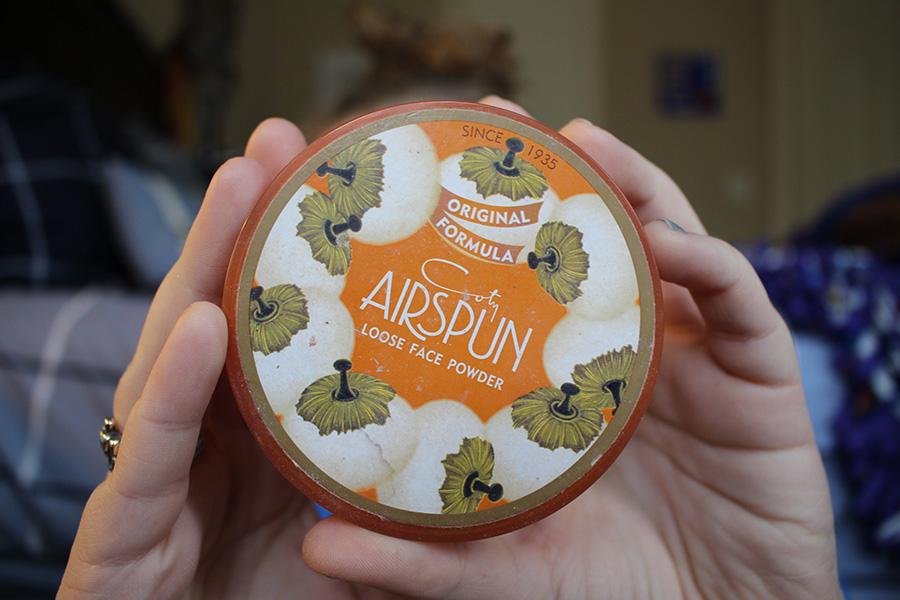 SINCE 1935
ORIGINAL
FORMULA
Coty
AIRSPUN
LOOSE FACE POWDER